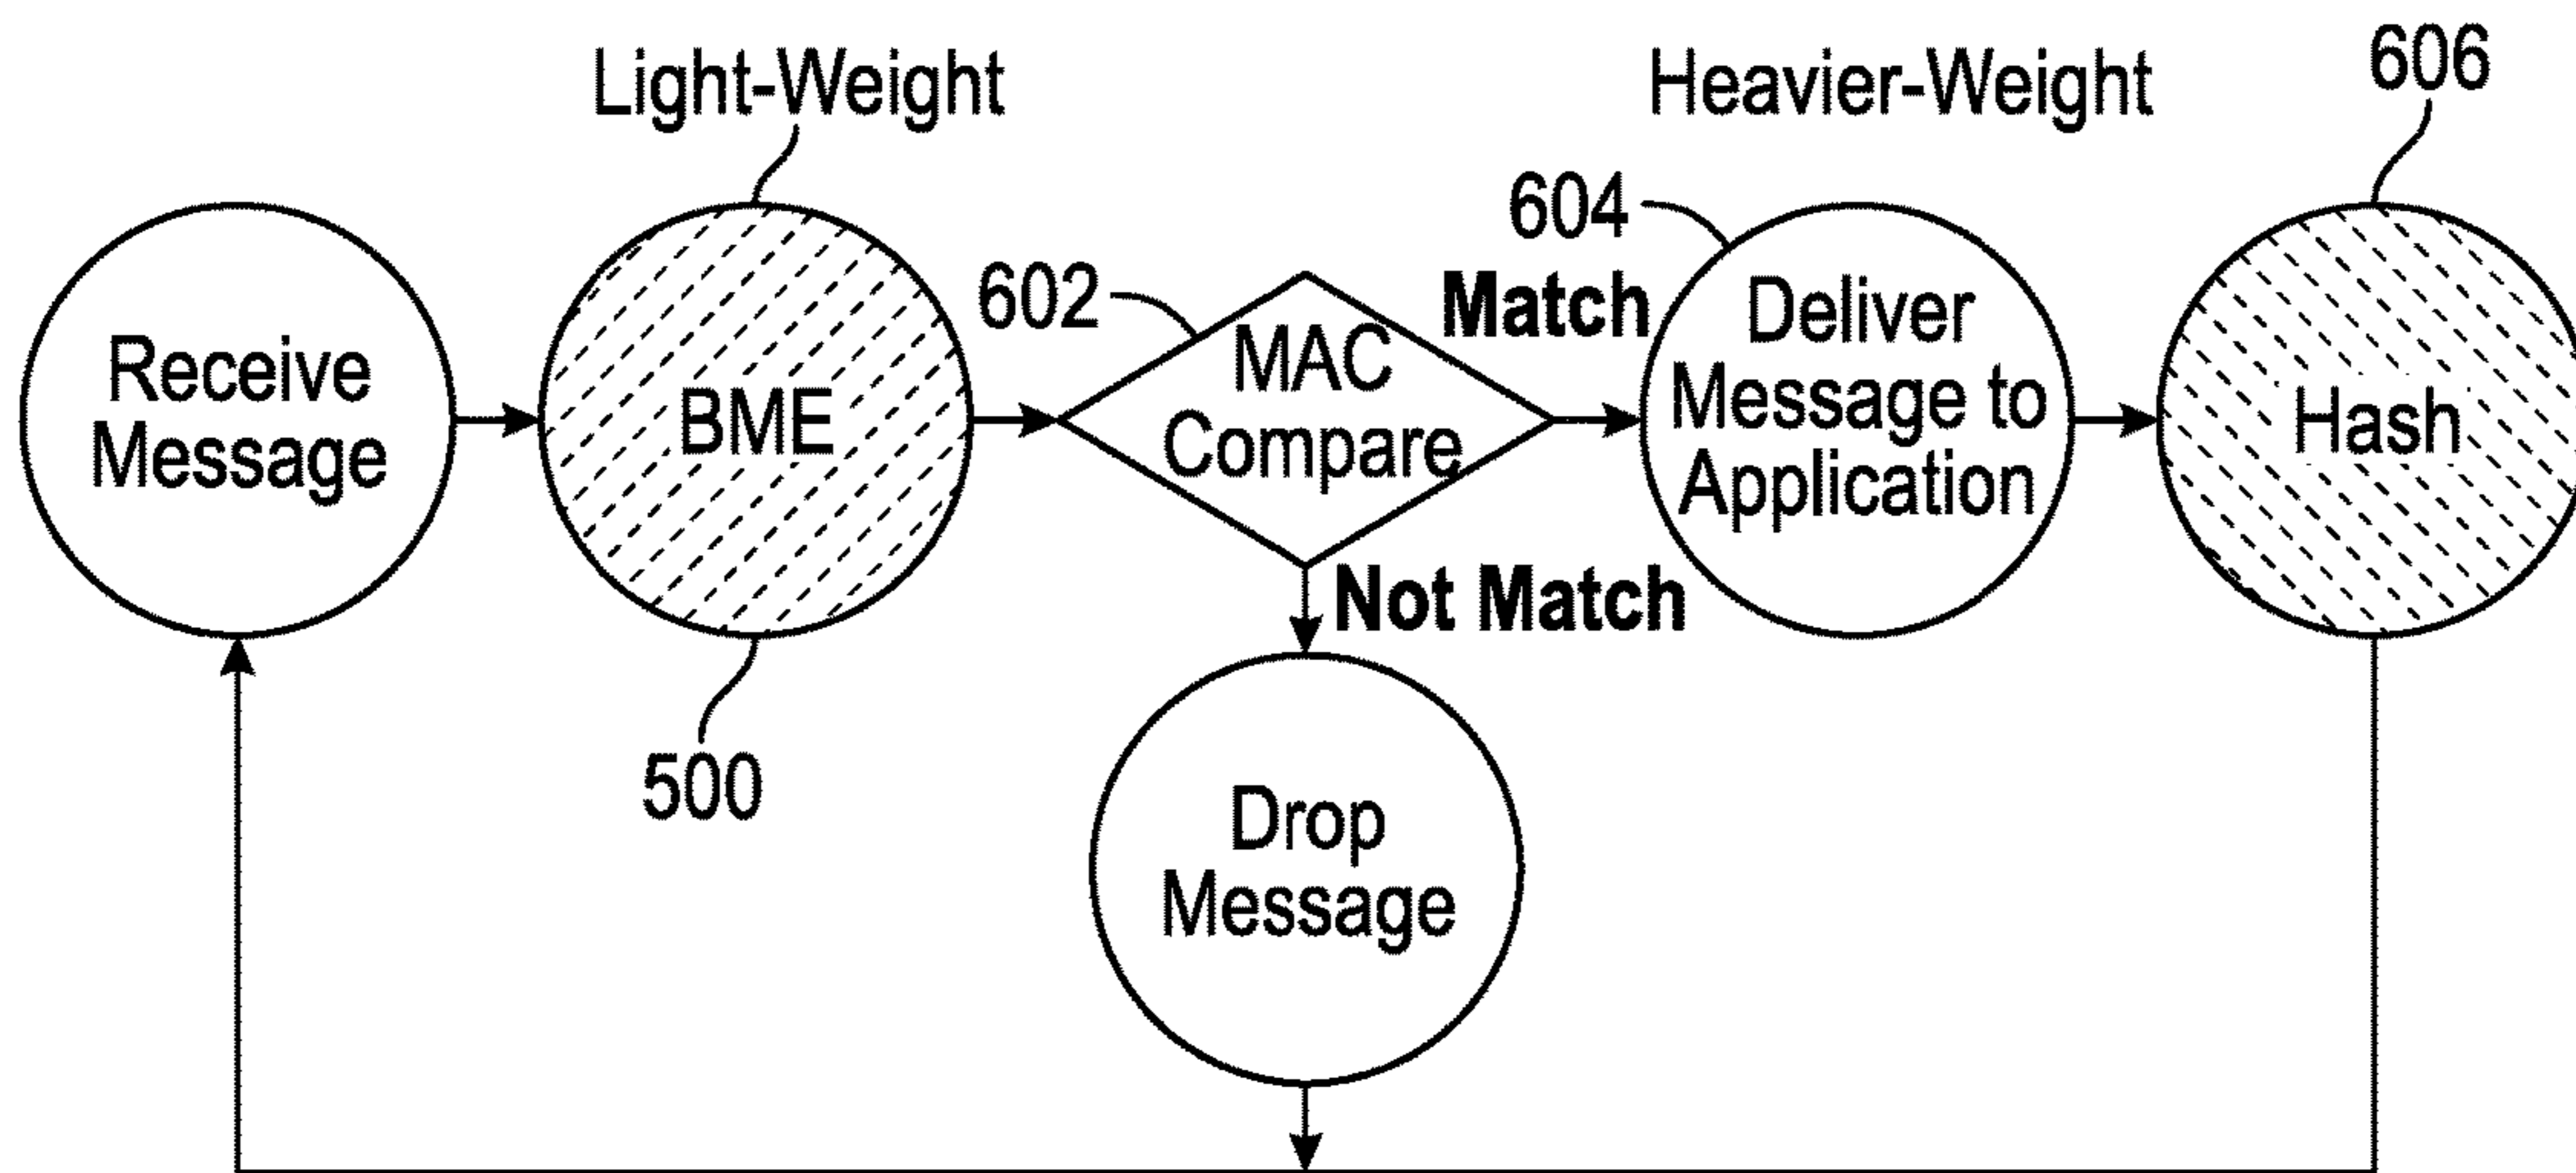 Light-Weight
Heavier-Weight
606
604
602
Receive
Message
BME
MAC
Compare
Match
Deliver
Message to
Application
Hash
Not Match
500
Drop
Message